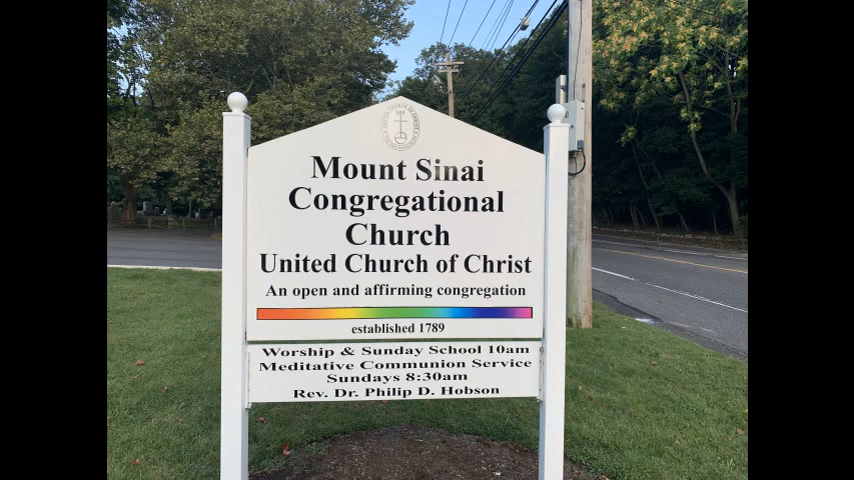 Mount Sinai
Congregational
Church
United Church of Christ
An open and affirming congregation
established 1789
Worship & Sunday School 10am
Meditative Communion Service
Sundays 8:30am
Rev. Dr. Philip D. Hobson